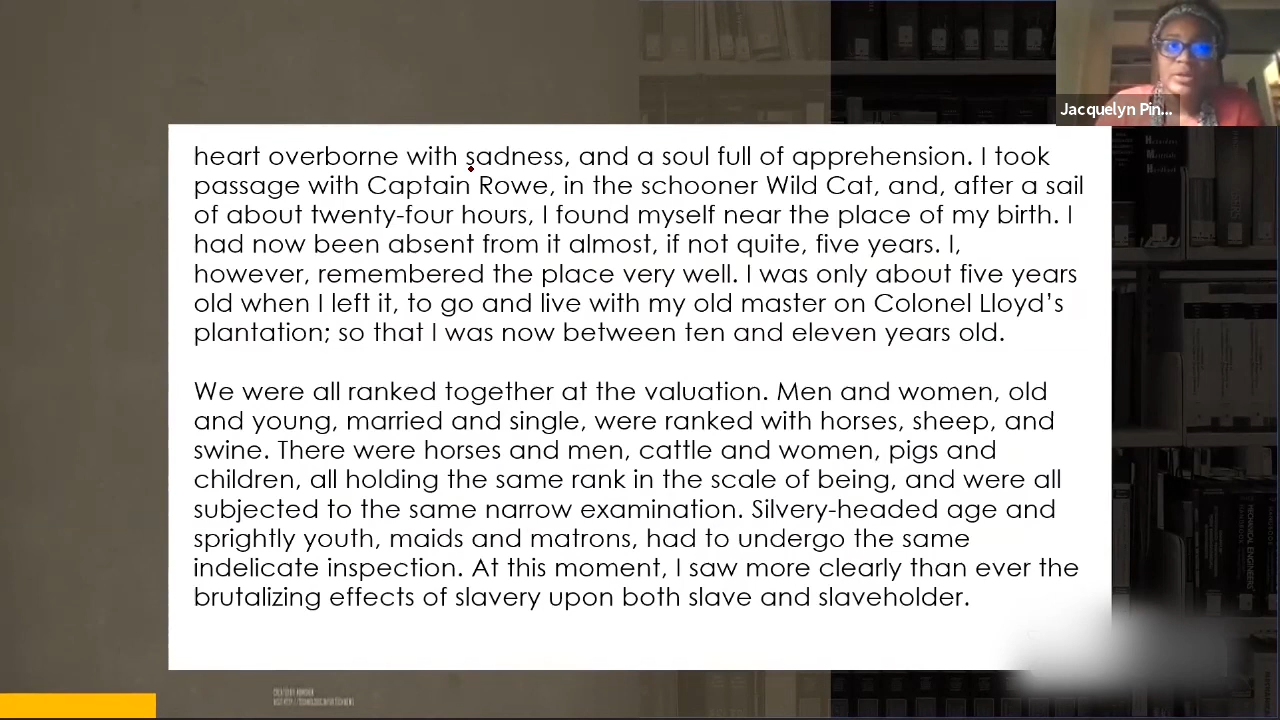 Jacquelyn Pin...
heart overborne with sadness, and a soul full of apprehension. I took
passage with Captain Rowe, in the schooner Wild Cat, and, after a sail
of about twenty-four hours, I found myself near the place of my birth. I
had now been absent from it almost, if not quite, five years. I,
however, remembered the place very well. I was only about five years
old when I left it, to go and live with my old master on Colonel Lloyd’s
plantation; so that I was now between ten and eleven years old.
We were all ranked together at the valuation. Men and women, old
and young, married and single, were ranked with horses, sheep, and
swine. There were horses and men, cattle and women, pigs and
children, all holding the same rank in the scale of being, and were all
subjected to the same narrow examination. Silvery-headed age and
sprightly youth, maids and matrons, had to undergo the same
indelicate inspection. At this moment, I saw more clearly than ever the
brutalizing effects of slavery upon both slave and slaveholder.